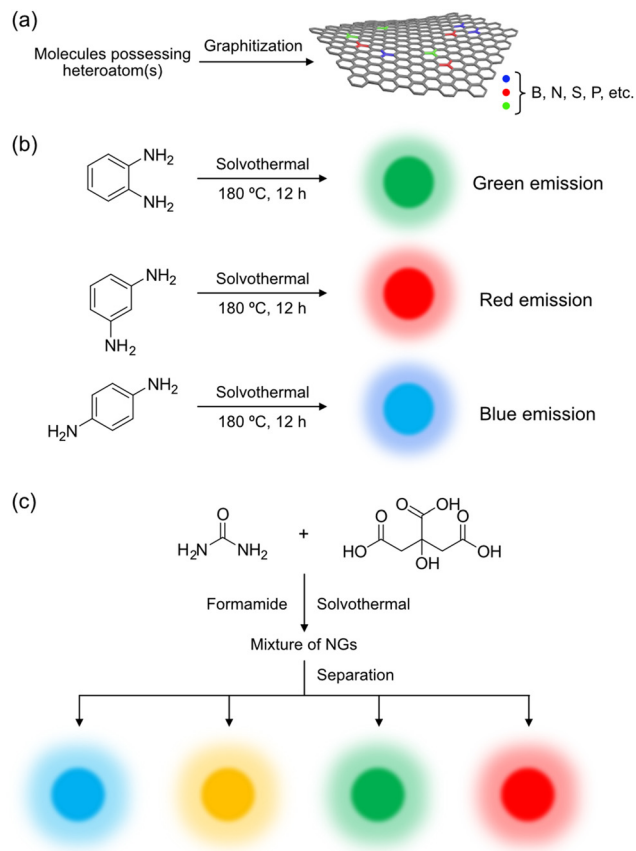 (a)
Molecules possessing
heteroatom(s)
Graphitization
B, N, S, P, etc.
(b)
NH2
NH2
Solvothermal
180 ºC, 12 h
Green emission
NH2
NH2
Solvothermal
180 ºC, 12 h
Red emission
NH2
H2N
Solvothermal
180 ºC, 12 h
Blue emission
(c)
O
H2N NH2
+
O OH
O O
HO OH
OH
Formamide Solvothermal
Mixture of NGs
Separation